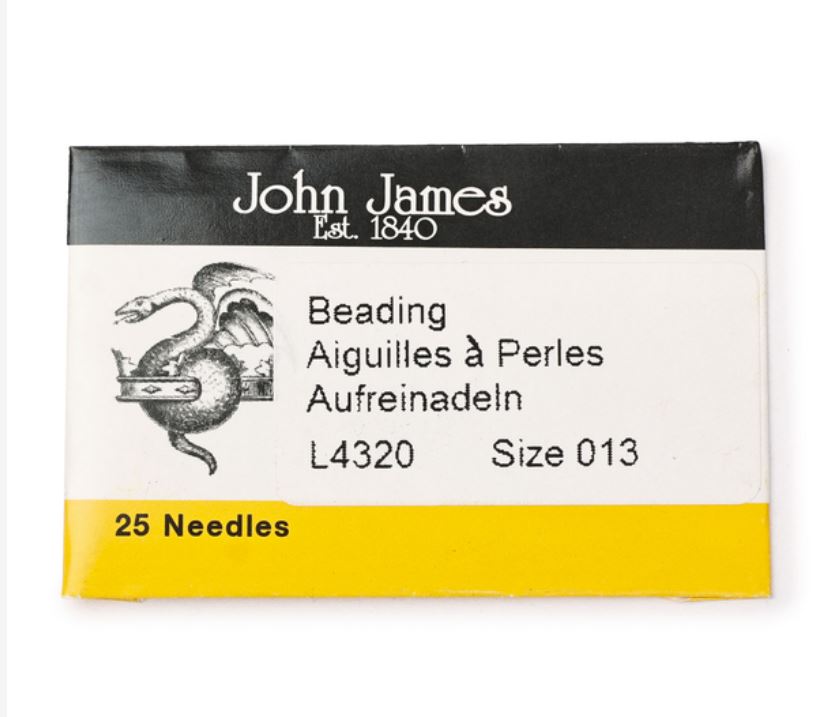 John James
Est. 1840
Beading
Aiguilles à Perles
Aufreinadeln
L4320 Size 013
25 Needles